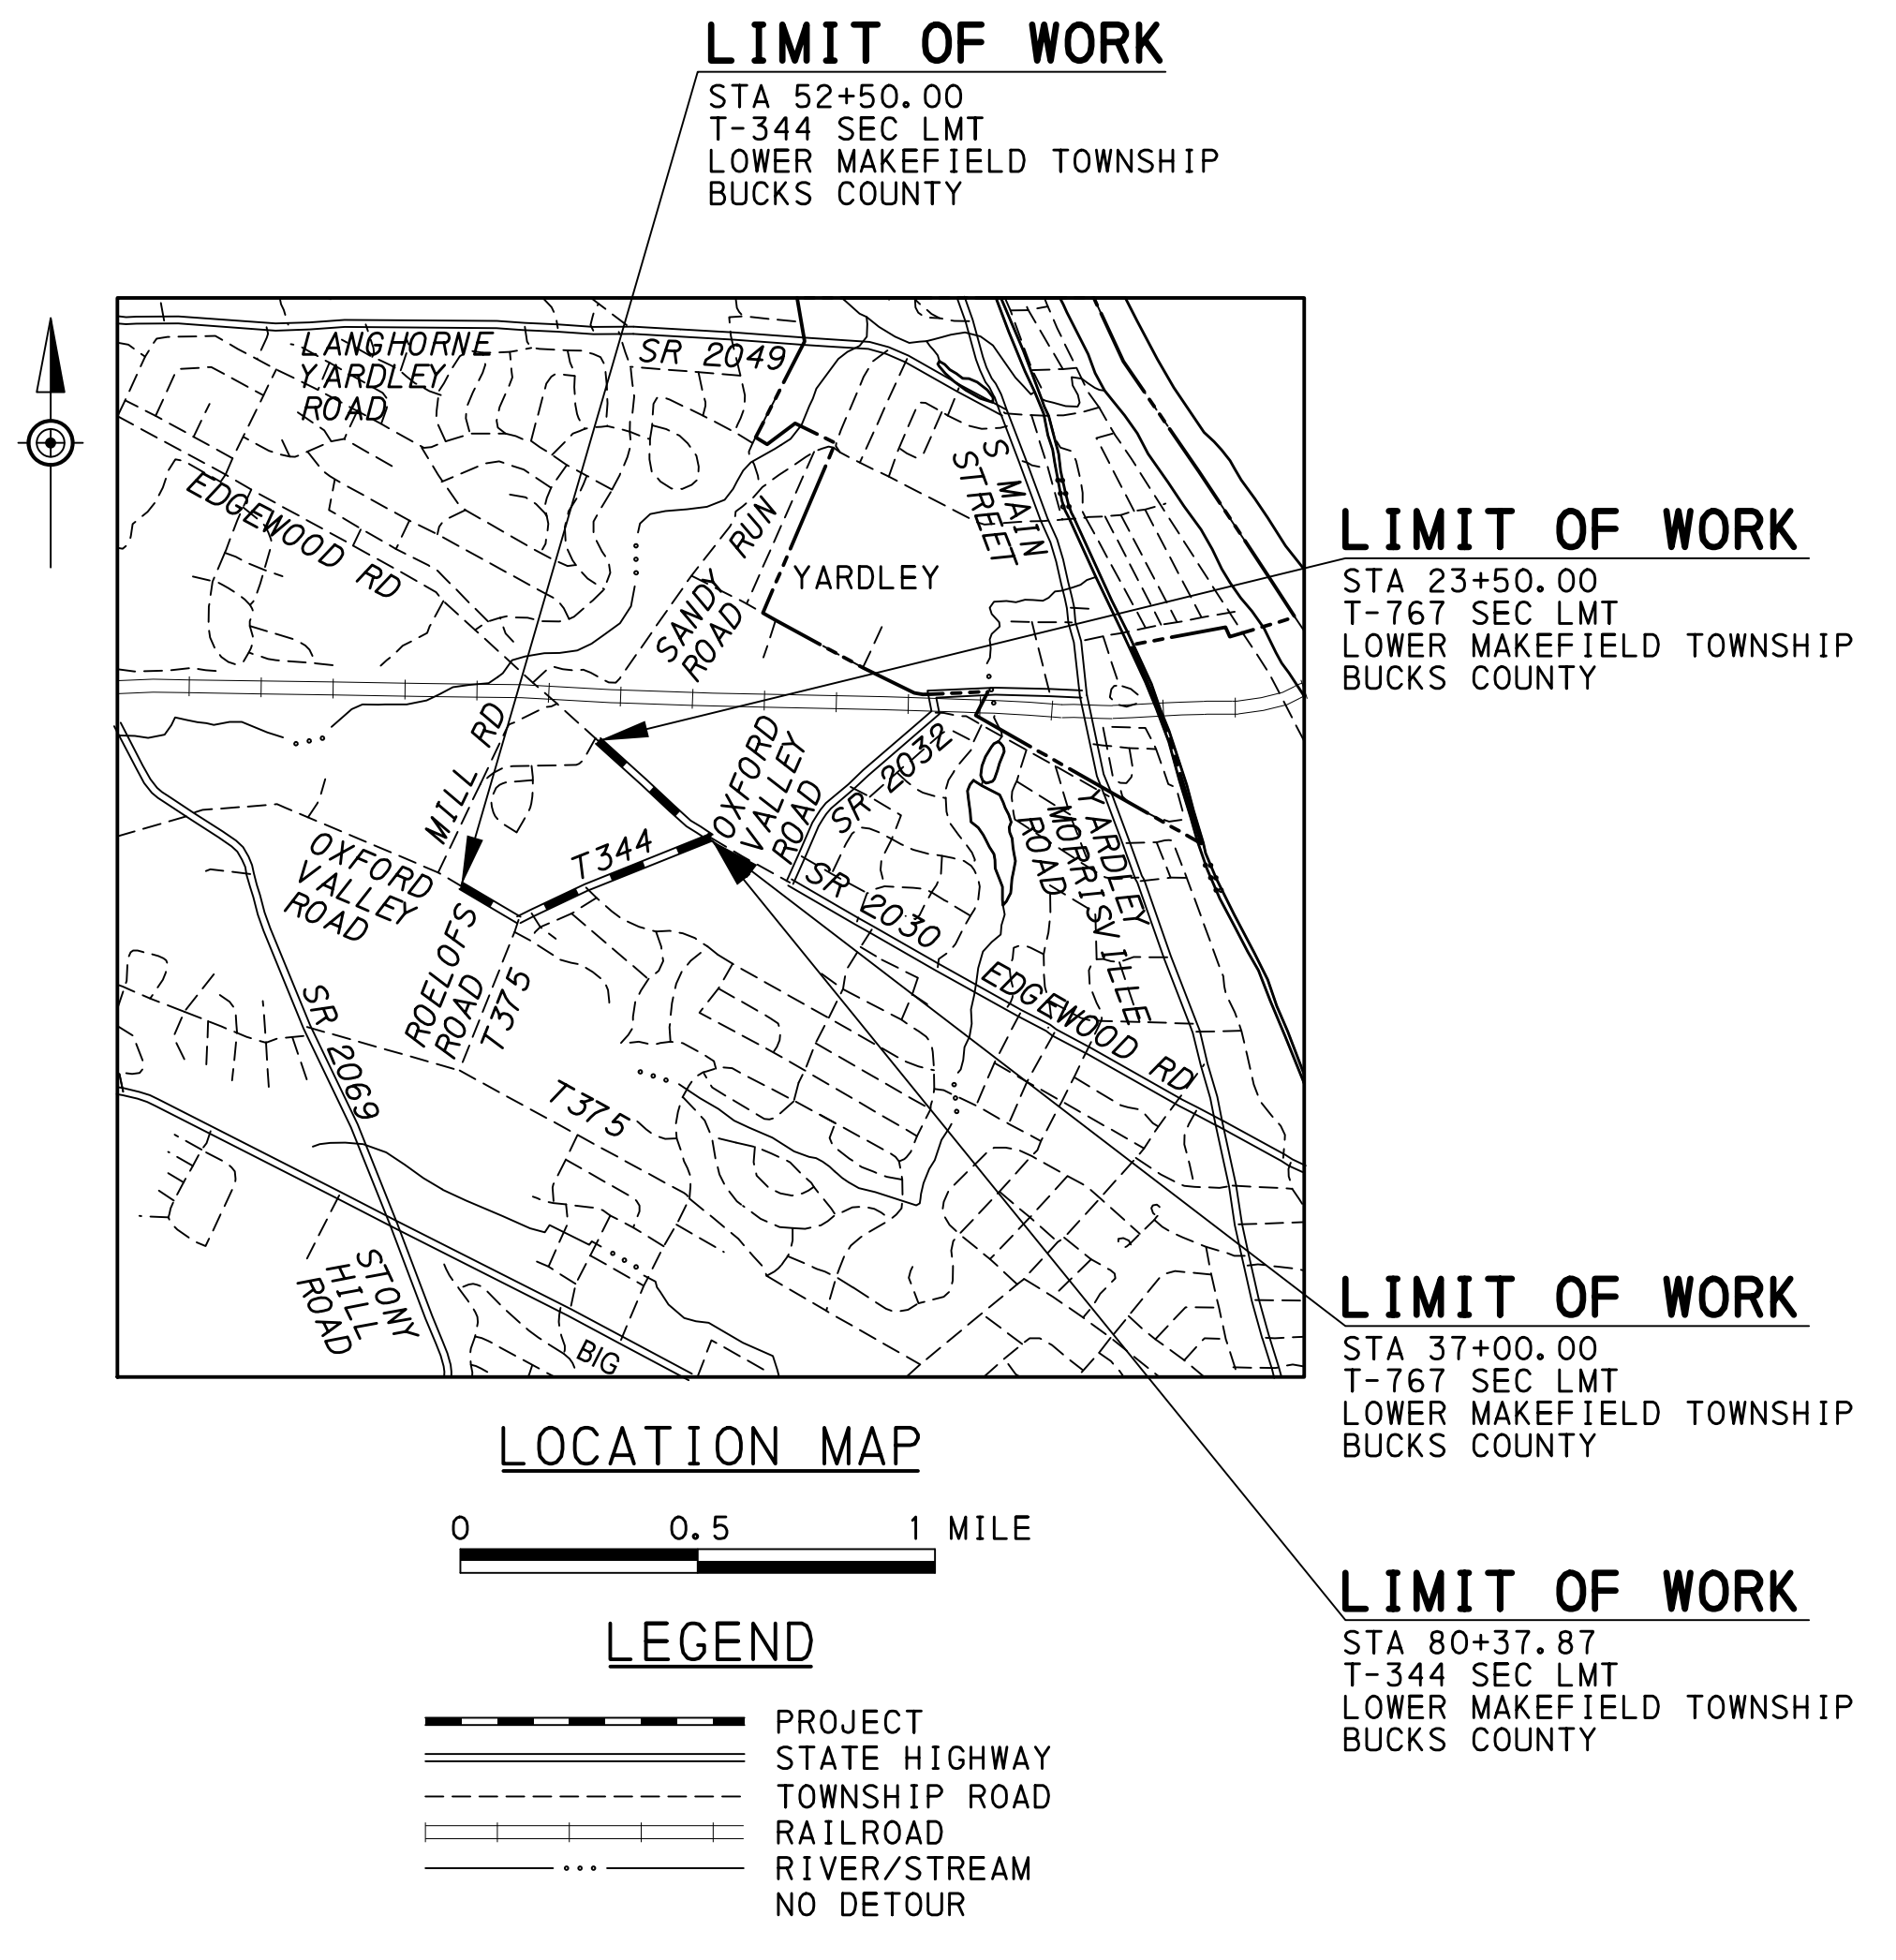 LIMIT OF WORK
STA 52+50.00
T-344 SEC LMT
LOWER MAKEFIELD TOWNSHIP
BUCKS COUNTY
LANGHORNE
YARDLEY
ROAD
SR 2049
S MAIN
STREET
EDGEWOOD RD
SANDY RUN
ROAD
YARDLEY
LIMIT OF WORK
STA 23+50.00
T-767 SEC LMT
LOWER MAKEFIELD TOWNSHIP
BUCKS COUNTY
MILL RD
OXFORD
VALLEY
ROAD
SR 2032
T344
OXFORD
VALLEY
ROAD
SR 2030
YARDLEY
MORRISVILLE
ROAD
ROELOFS
ROAD
T375
SR 2069
EDGEWOOD RD
T375
STONY
HILL
ROAD
BIG
LIMIT OF WORK
STA 37+00.00
T-767 SEC LMT
LOWER MAKEFIELD TOWNSHIP
BUCKS COUNTY
LOCATION MAP
0 0.5 1 MILE
LIMIT OF WORK
STA 80+37.87
T-344 SEC LMT
LOWER MAKEFIELD TOWNSHIP
BUCKS COUNTY
LEGEND
PROJECT
STATE HIGHWAY
TOWNSHIP ROAD
RAILROAD
RIVER/STREAM
NO DETOUR